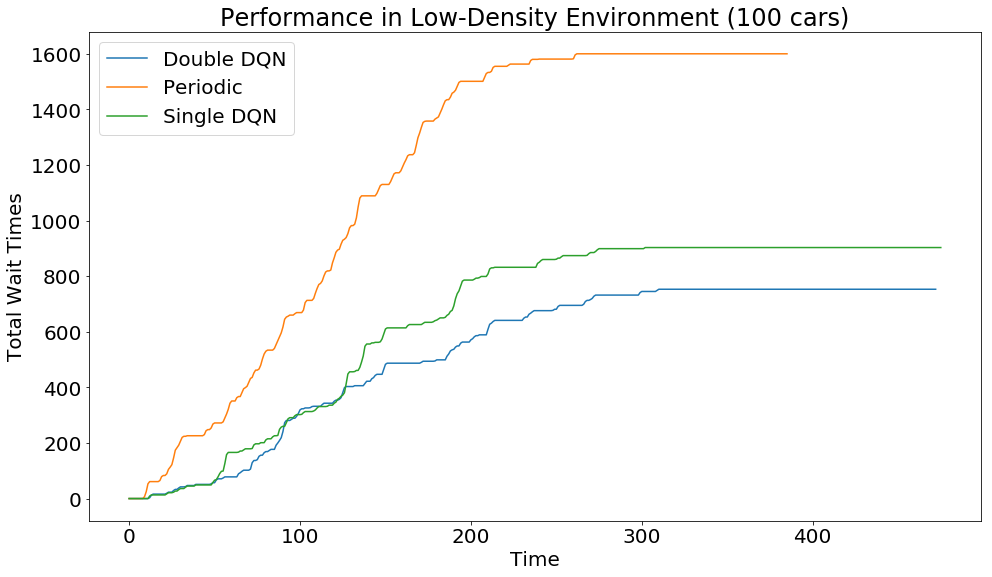 Performance in Low-Density Environment (100 cars)
Double DQN
Periodic
Single DQN
1600
1400
1200
1000
800
600
400
200
0
Total Wait Times
0 100 200 300 400
Time